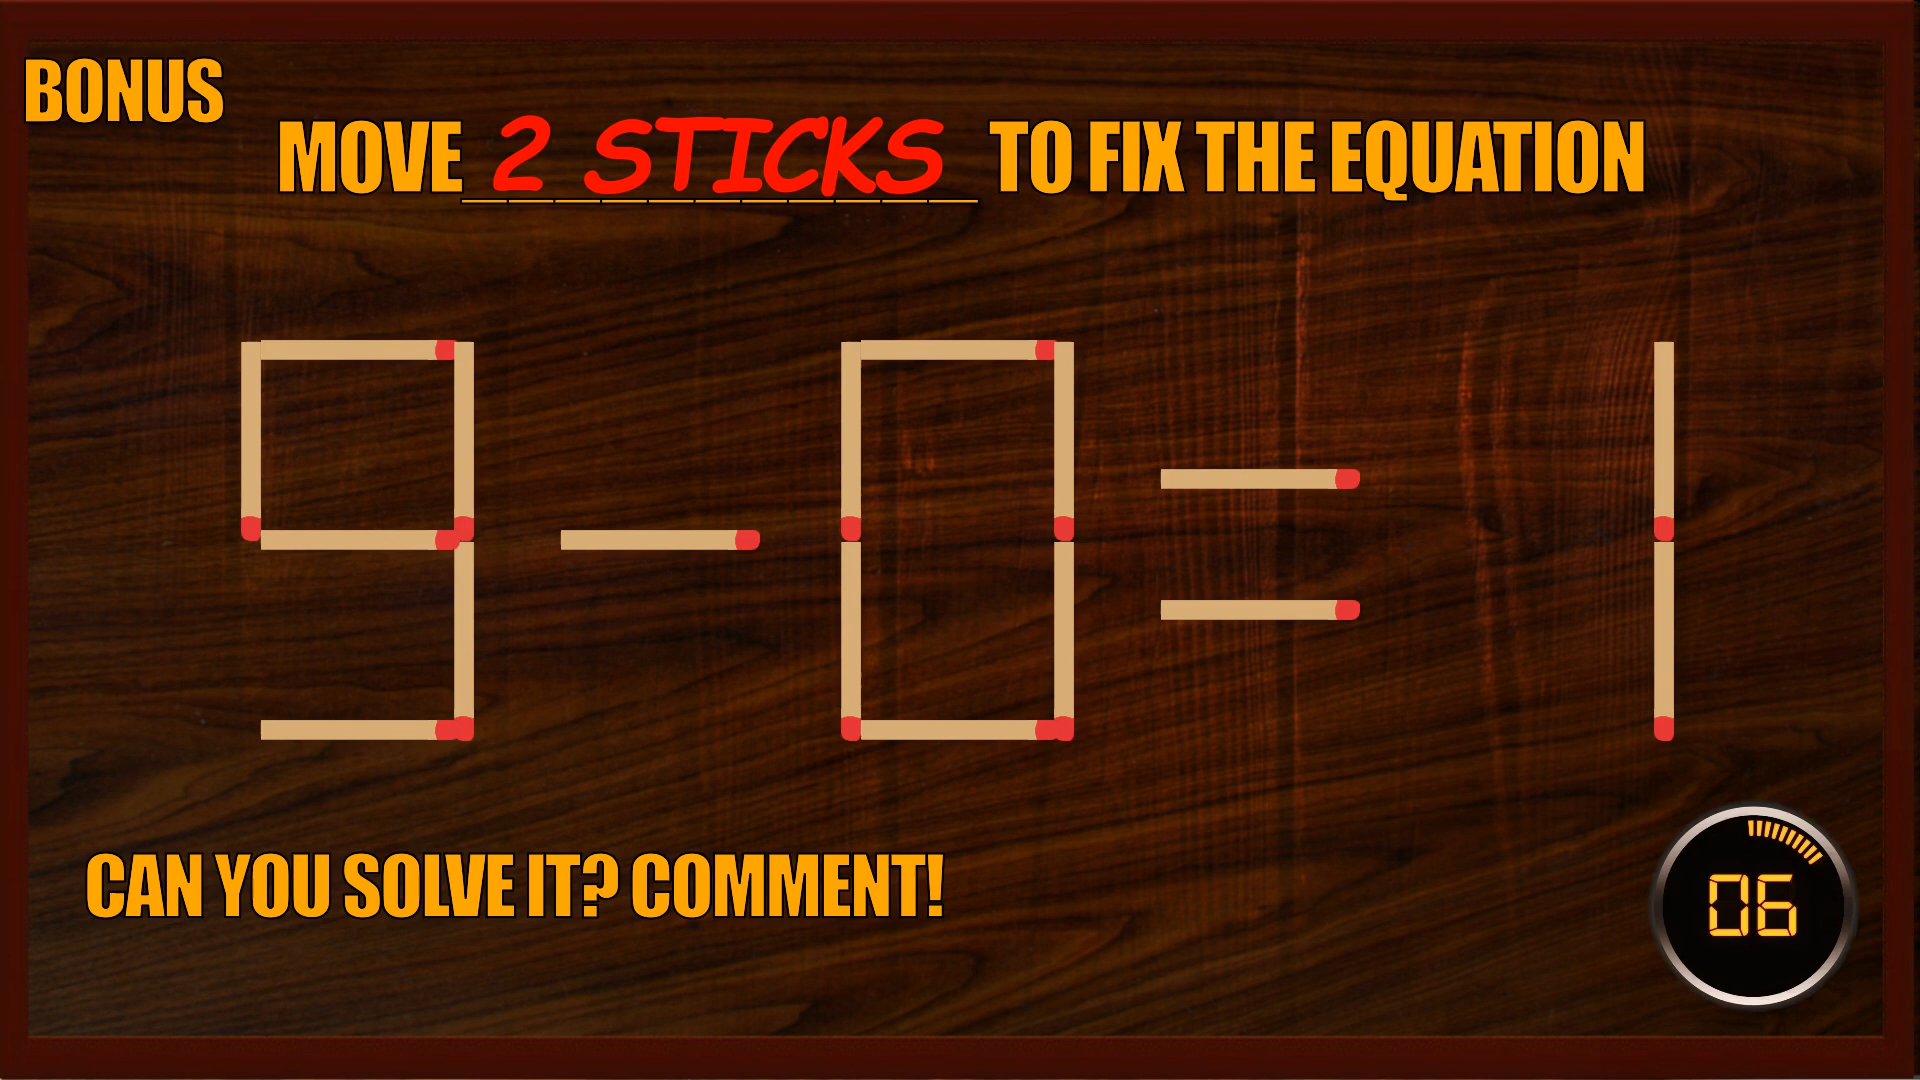 BONUS
MOVE 2 STICKS TO FIX THE EQUATION
9 - 0 = 1
CAN YOU SOLVE IT? COMMENT!
06